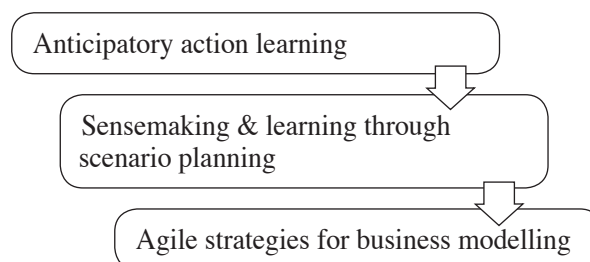 Anticipatory action learning
Sensemaking & learning through
scenario planning
Agile strategies for business modelling